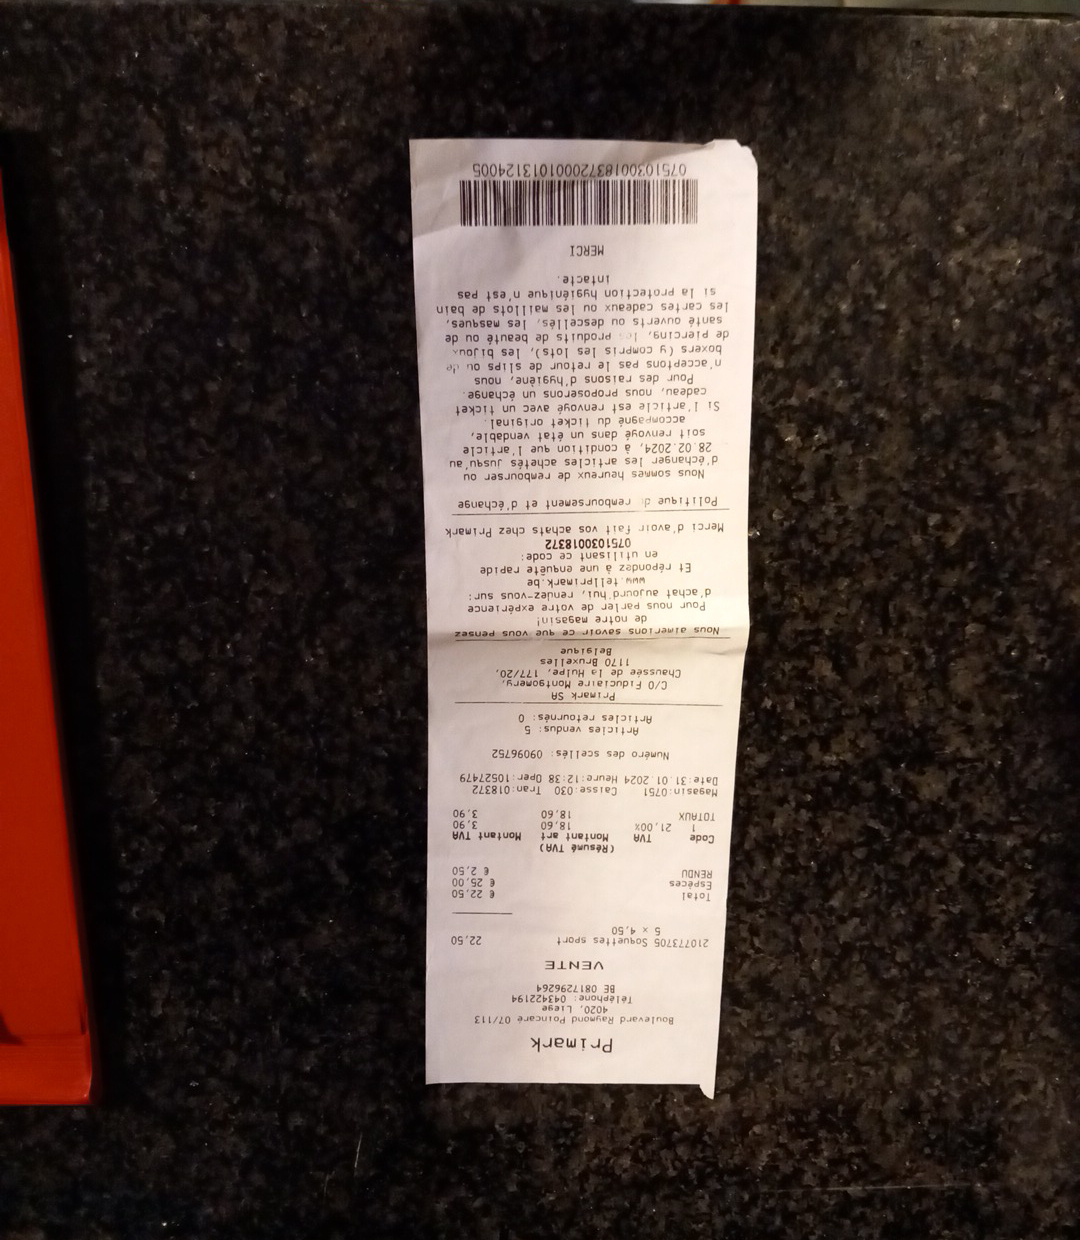 Primark
Boulevard Raymond Poincaré 07/113
4020, Liege
Téléphone: 043422194
BE 0817296264
VENTE
210773705 Soquettes sport 22,50
5 x 4,50
Total € 22,50
Espèces € 25,00
RENDU € 2,50
(Résumé TVA)
Code TVA Montant art Montant TVA
1 21,00% 18,60 3,90
TOTAUX 18,60 3,90
Magasin:0751 Caisse:030 Tran:018372
Date:31.01.2024 Heure:12:38 Oper:10527479
Numéro des scellés: 09096752
Articles vendus: 5
Articles retournés: 0
Primark SA
C/O Fiduciaire Montgomery,
Chaussée de la Hulpe, 177/20,
1170 Bruxelles
Belgique
Nous aimerions savoir ce que vous pensez
de notre magasin!
Pour nous parler de votre expérience
d'achat aujourd'hui, rendez-vous sur:
www.tellprimark.be
Et répondez à une enquête rapide
en utilisant ce code:
0751030018372
Merci d'avoir fait vos achats chez Primark
Politique de remboursement et d'échange
Nous sommes heureux de rembourser ou
d'échanger les articles achetés jusqu'au
28.02.2024, à condition que l'article
soit renvoyé dans un état vendable,
accompagné du ticket original.
Si l'article est renvoyé avec un ticket
cadeau, nous proposerons un échange.
Pour des raisons d'hygiène, nous
n'acceptons pas le retour de slips ou de
boxers (y compris les lots), les bijoux
de piercing, les produits de beauté ou de
santé ouverts ou descellés, les masques,
les cartes cadeaux ou les maillots de bain
si la protection hygiénique n'est pas
intacte.
MERCI
07510300183720001013124005